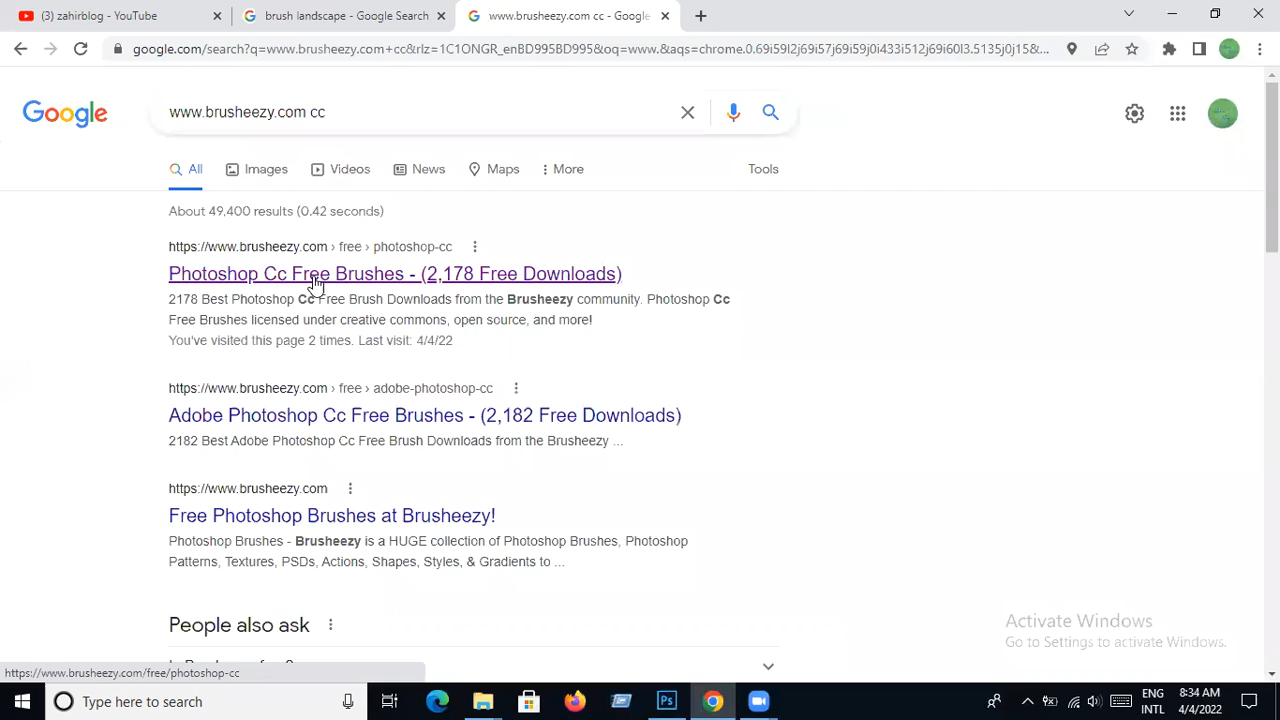 (3) zahirblog - YouTube
brush landscape - Google Search
www.brusheezy.com cc - Google
google.com/search?q=www.brusheezy.com+cc&rlz=1C1ONGR_enBD995BD995&oq=www.&aqs=chrome.0.69i59l2j69i57j69i59j0i433i512j69i60l3.5135j0j15&...
Google
www.brusheezy.com cc
All
Images
Videos
News
Maps
More
Tools
About 49,400 results (0.42 seconds)
https://www.brusheezy.com › free › photoshop-cc
Photoshop Cc Free Brushes - (2,178 Free Downloads)
2178 Best Photoshop Cc Free Brush Downloads from the Brusheezy community. Photoshop Cc
Free Brushes licensed under creative commons, open source, and more!
You've visited this page 2 times. Last visit: 4/4/22
https://www.brusheezy.com › free › adobe-photoshop-cc
Adobe Photoshop Cc Free Brushes - (2,182 Free Downloads)
2182 Best Adobe Photoshop Cc Free Brush Downloads from the Brusheezy ...
https://www.brusheezy.com
Free Photoshop Brushes at Brusheezy!
Photoshop Brushes - Brusheezy is a HUGE collection of Photoshop Brushes, Photoshop
Patterns, Textures, PSDs, Actions, Shapes, Styles, & Gradients to ...
People also ask
Activate Windows
Go to Settings to activate Windows.
https://www.brusheezy.com/free/photoshop-cc
Type here to search
Ps
ENG
INTL
8:34 AM
4/4/2022